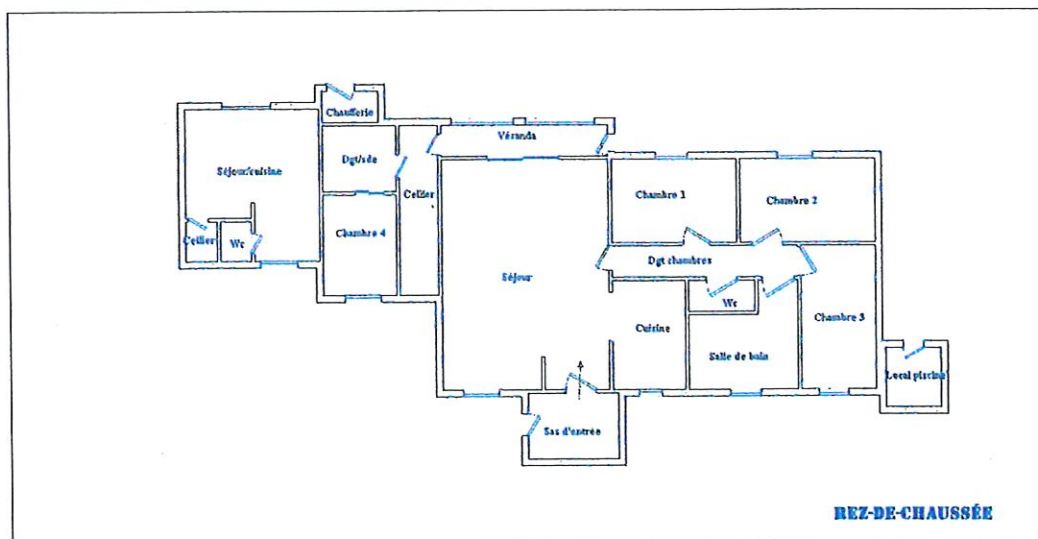 Chaufferie
Véranda
Dgt/sde
Séjour/cuisine
Cellier
Chambre 1
Chambre 2
Chambre 4
Cellier
Wc
Dgt chambres
Séjour
Wc
Cuisine
Chambre 3
Salle de bain
Local piscine
Sas d'entrée
REZ-DE-CHAUSSÉE